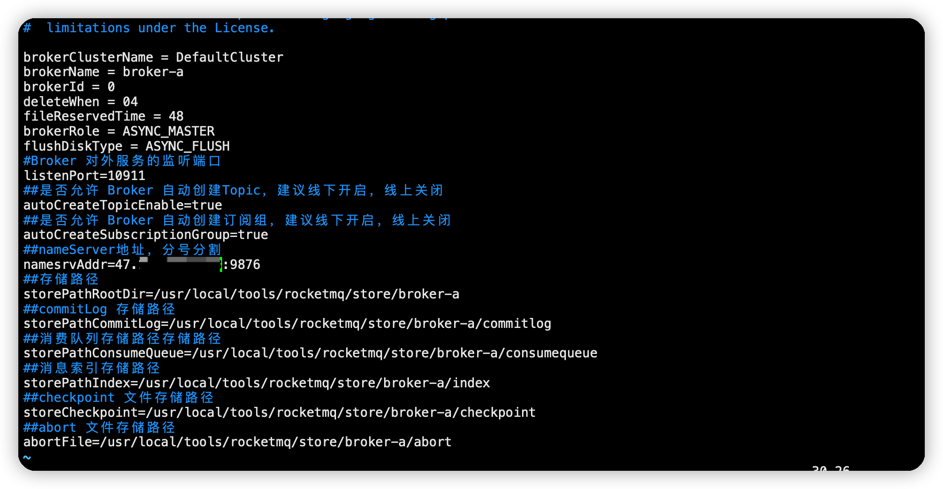 #  limitations under the License.
brokerClusterName = DefaultCluster
brokerName = broker-a
brokerId = 0
deleteWhen = 04
fileReservedTime = 48
brokerRole = ASYNC_MASTER
flushDiskType = ASYNC_FLUSH
#Broker 对外服务的监听端口
listenPort=10911
##是否允许 Broker 自动创建Topic，建议线下开启，线上关闭
autoCreateTopicEnable=true
##是否允许 Broker 自动创建订阅组，建议线下开启，线上关闭
autoCreateSubscriptionGroup=true
##nameServer地址，分号分割
namesrvAddr=47. :9876
##存储路径
storePathRootDir=/usr/local/tools/rocketmq/store/broker-a
##commitLog 存储路径
storePathCommitLog=/usr/local/tools/rocketmq/store/broker-a/commitlog
##消费队列存储路径存储路径
storePathConsumeQueue=/usr/local/tools/rocketmq/store/broker-a/consumequeue
##消息索引存储路径
storePathIndex=/usr/local/tools/rocketmq/store/broker-a/index
##checkpoint 文件存储路径
storeCheckpoint=/usr/local/tools/rocketmq/store/broker-a/checkpoint
##abort 文件存储路径
abortFile=/usr/local/tools/rocketmq/store/broker-a/abort
~